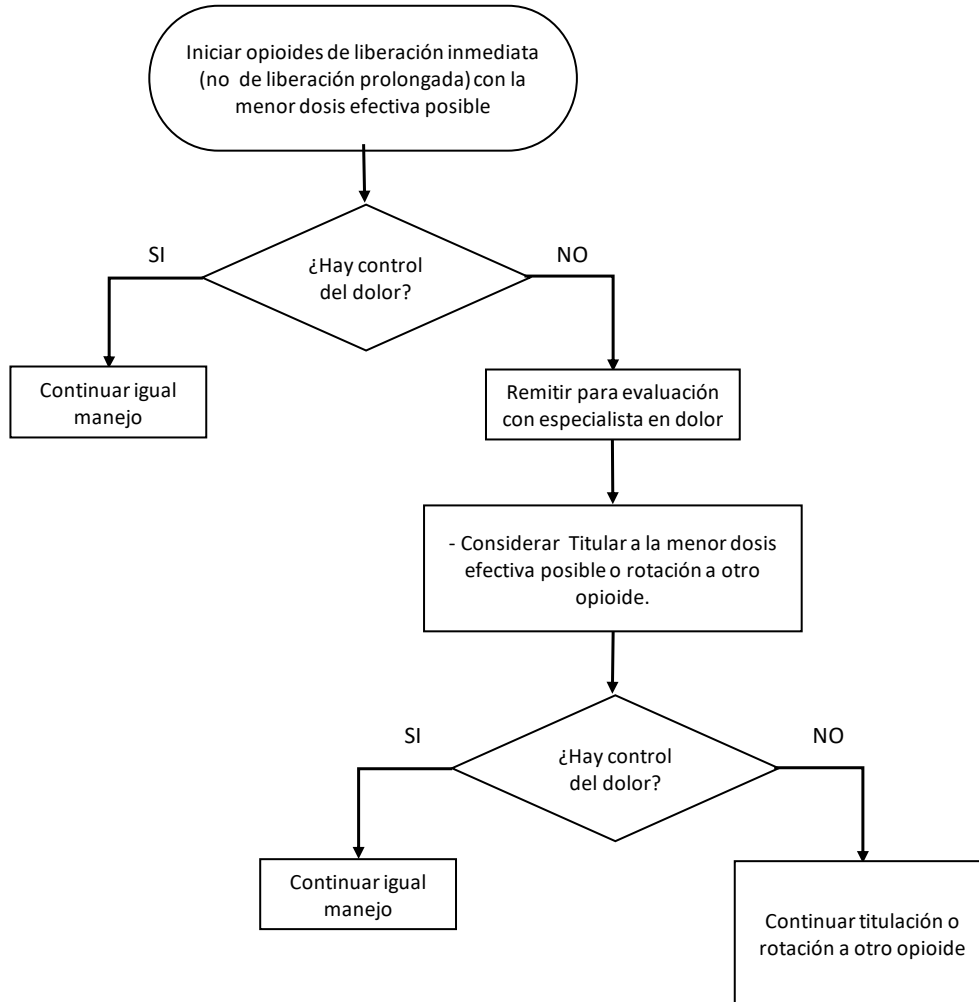 Iniciar opioides de liberación inmediata
(no de liberación prolongada) con la
menor dosis efectiva posible
SI
NO
¿Hay control
del dolor?
Continuar igual
manejo
Remitir para evaluación
con especialista en dolor
- Considerar Titular a la menor dosis
efectiva posible o rotación a otro
opioide.
SI
NO
¿Hay control
del dolor?
Continuar igual
manejo
Continuar titulación o
rotación a otro opioide